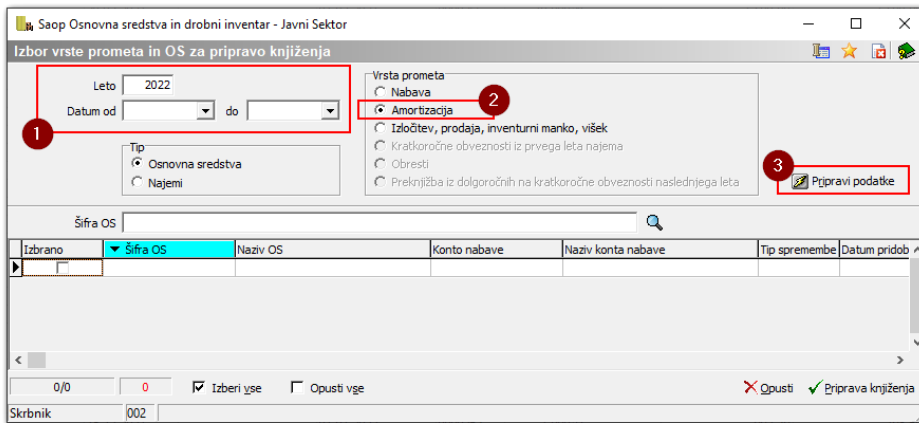 Saop Osnovna sredstva in drobni inventar - Javni Sektor
Izbor vrste prometa in OS za pripravo knjiženja
Leto 2022
Datum od do
1
Tip
Osnovna sredstva
Najemi
Vrsta prometa
Nabava
2
Amortizacija
Izločitev, prodaja, inventurni manko, višek
Kratkoročne obveznosti iz prvega leta najema
Obresti
Preknjižba iz dolgoročnih na kratkoročne obveznosti naslednjega leta
3
Pripravi podatke
Šifra OS
Izbrano Šifra OS Naziv OS Konto nabave Naziv konta nabave Tip spremembe Datum pridob
0/0 0 Izberi vse Opusti vse Opusti Priprava knjiženja
Skrbnik 002